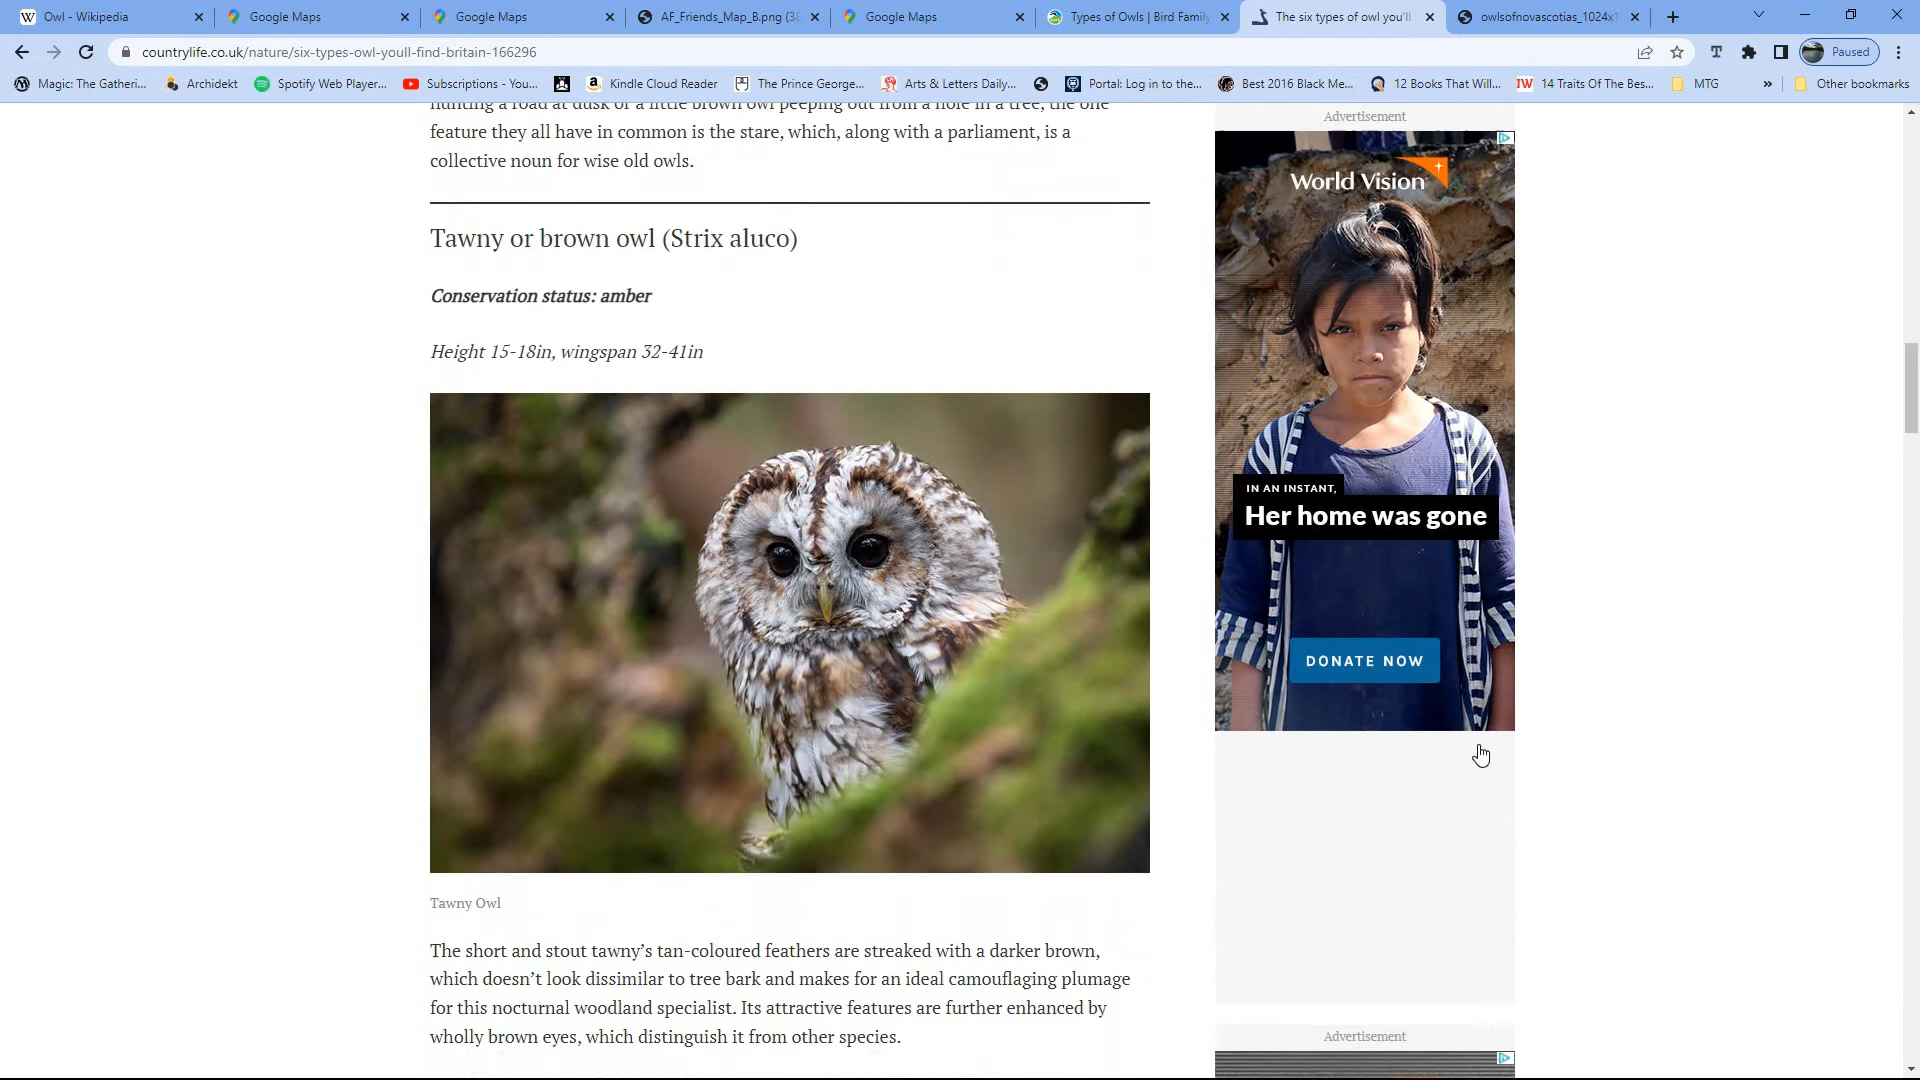 Owl - Wikipedia
Google Maps
Google Maps
AF_Friends_Map_B.png (38
Google Maps
Types of Owls | Bird Family
The six types of owl you'll
owlsofnovascotias_1024x1
countrylife.co.uk/nature/six-types-owl-youll-find-britain-166296
Paused
Magic: The Gatheri...
Archidekt
Spotify Web Player...
Subscriptions - You...
Kindle Cloud Reader
The Prince George...
Arts & Letters Daily...
Portal: Log in to the...
Best 2016 Black Me...
12 Books That Will...
IW 14 Traits Of The Bes...
MTG
»
Other bookmarks
hunting a road at dusk or a little brown owl peeping out from a hole in a tree, the one
feature they all have in common is the stare, which, along with a parliament, is a
collective noun for wise old owls.
Tawny or brown owl (Strix aluco)
Conservation status: amber
Height 15-18in, wingspan 32-41in
Tawny Owl
The short and stout tawny's tan-coloured feathers are streaked with a darker brown,
which doesn't look dissimilar to tree bark and makes for an ideal camouflaging plumage
for this nocturnal woodland specialist. Its attractive features are further enhanced by
wholly brown eyes, which distinguish it from other species.
Advertisement
World Vision
IN AN INSTANT,
Her home was gone
DONATE NOW
Advertisement